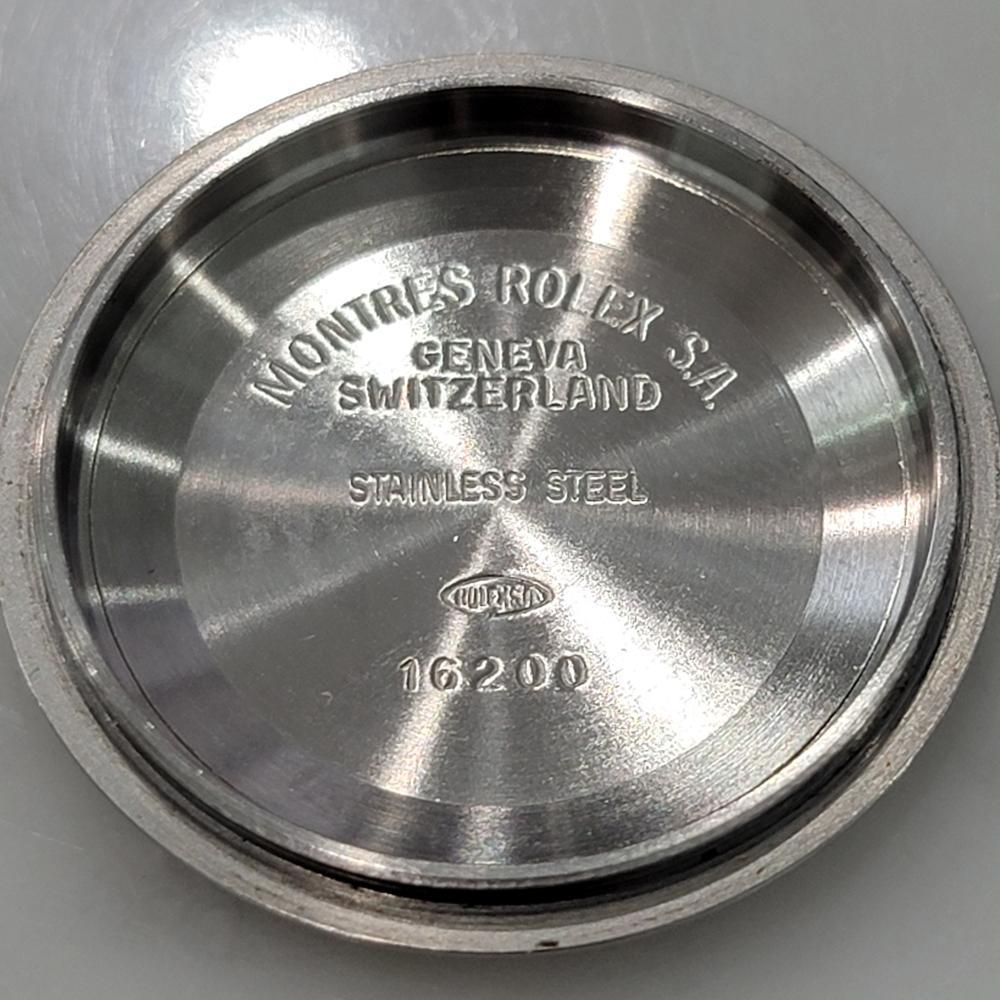 MONTRES ROLEX S.A.
GENEVA
SWITZERLAND
STAINLESS STEEL
16200